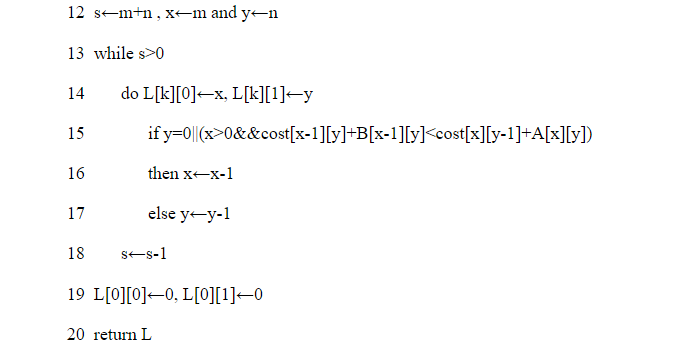 12 s←m+n , x←m and y←n
13 while s>0
14 do L[k][0]←x, L[k][1]←y
15 if y=0||(x>0&&cost[x-1][y]+B[x-1][y]<cost[x][y-1]+A[x][y])
16 then x←x-1
17 else y←y-1
18 s←s-1
19 L[0][0]←0, L[0][1]←0
20 return L